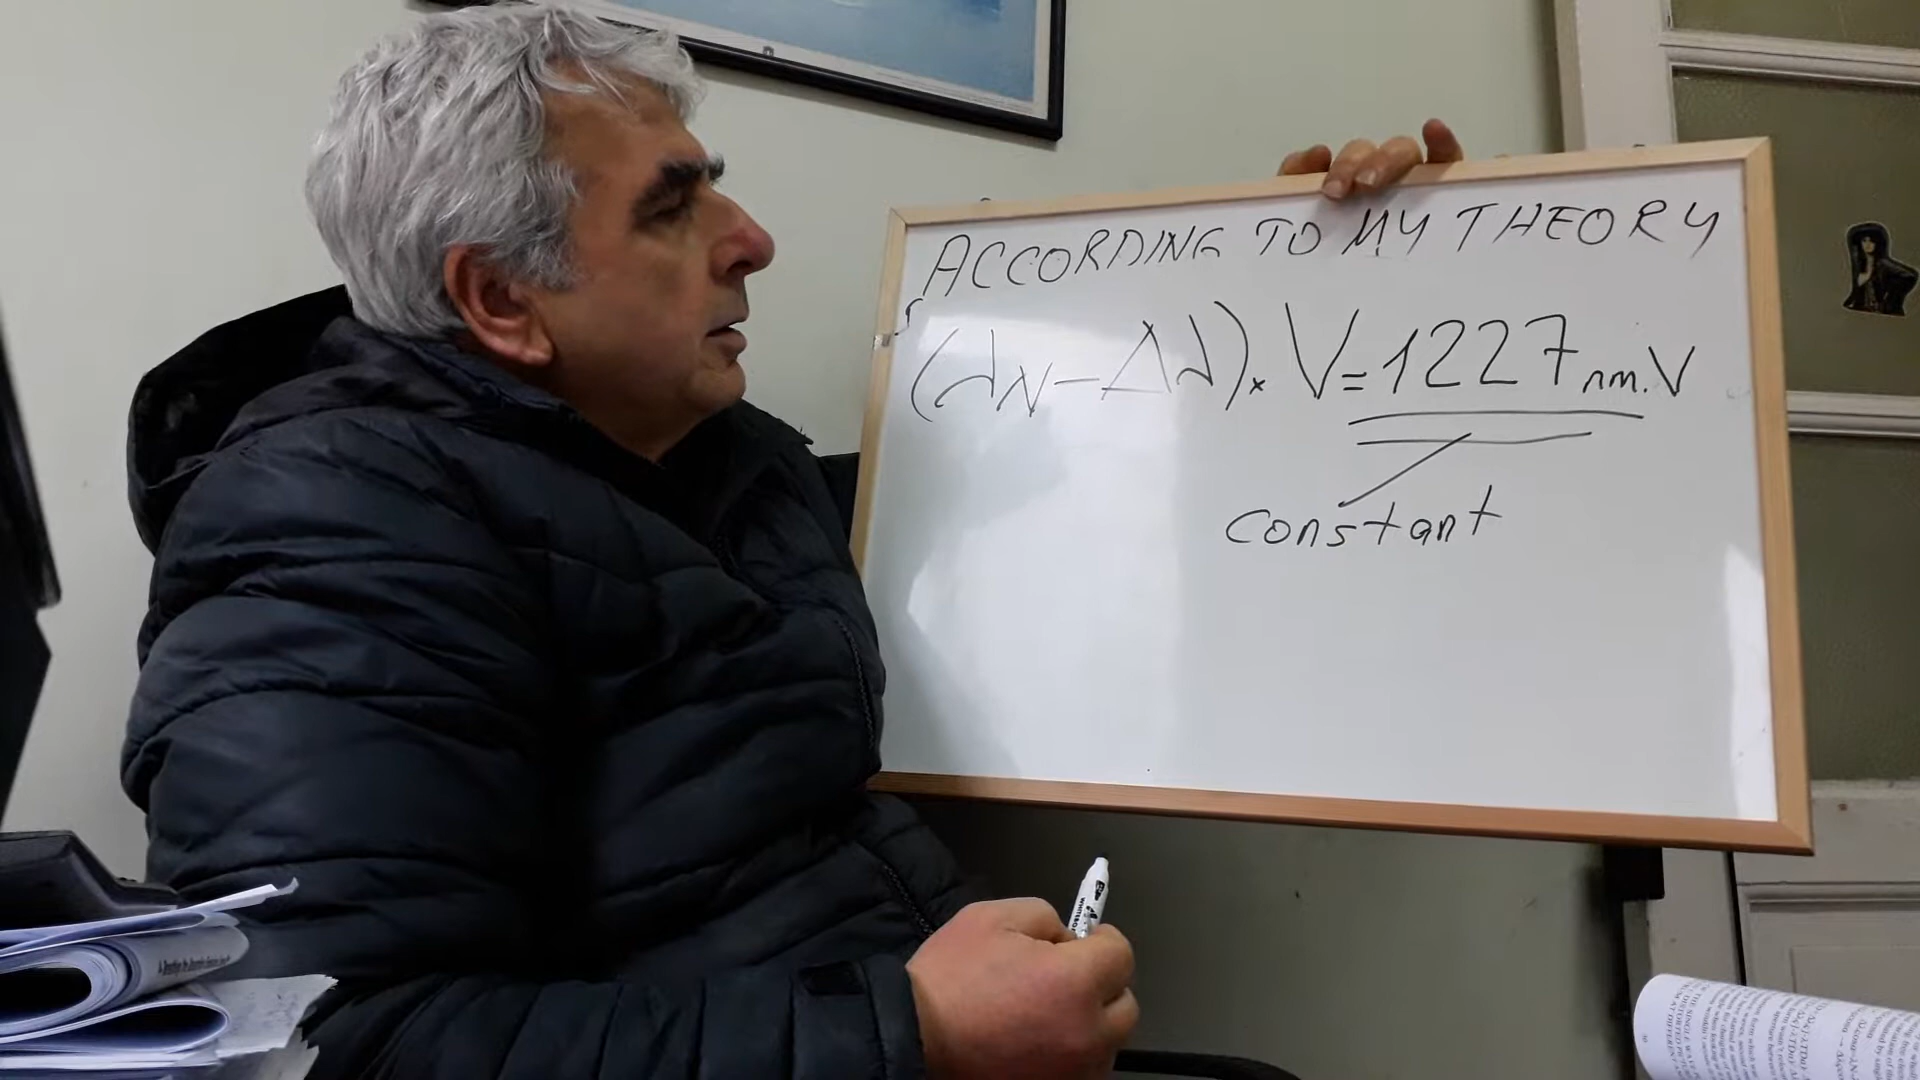 ACCORDING TO MY THEORY
(λN-Δλ)× V=1227nm.V
constant